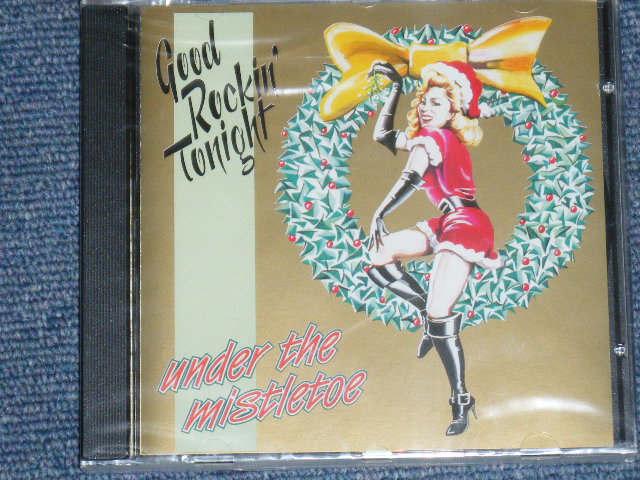 Good
Rockin'
Tonight
under the
mistletoe